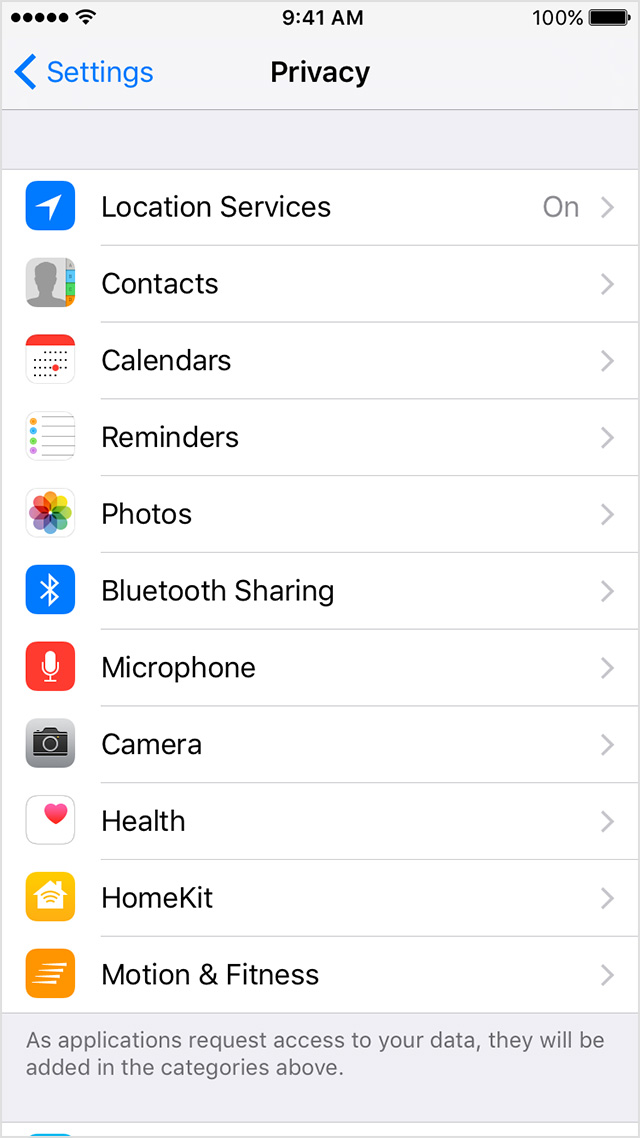 9:41 AM 100%
Settings Privacy
Location Services On
Contacts
Calendars
Reminders
Photos
Bluetooth Sharing
Microphone
Camera
Health
HomeKit
Motion & Fitness
As applications request access to your data, they will be
added in the categories above.